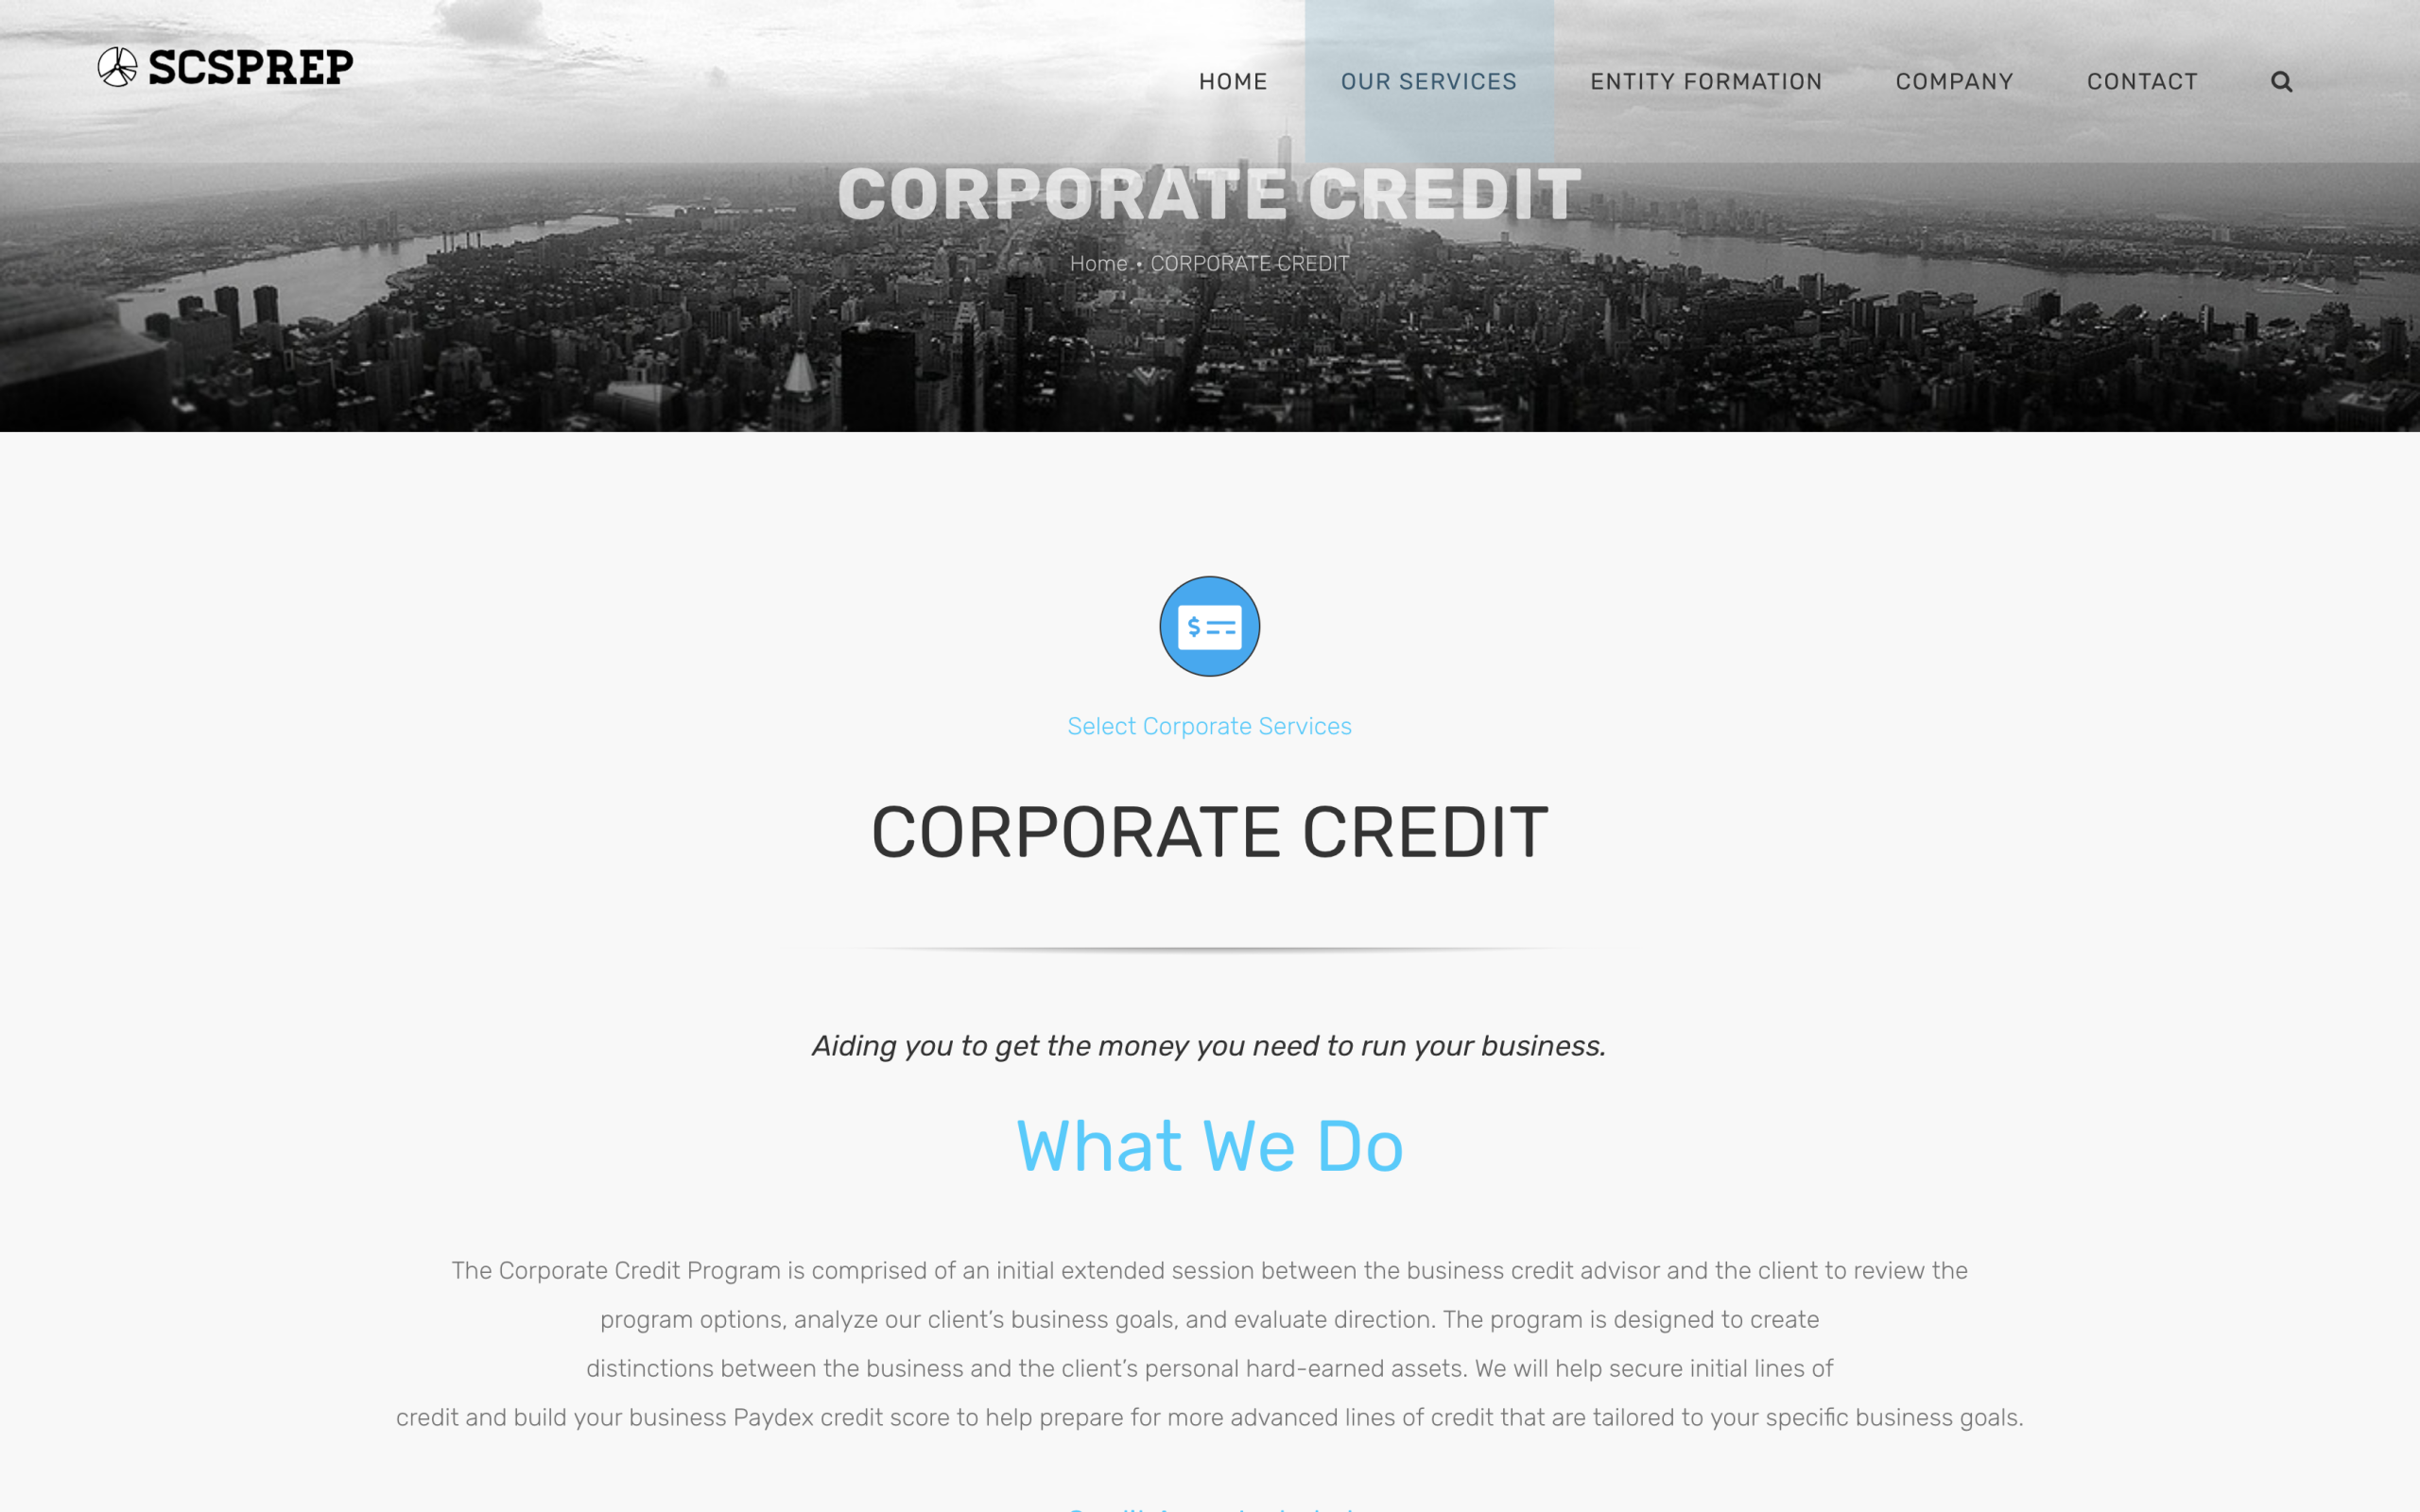 SCSPREP
HOME
OUR SERVICES
ENTITY FORMATION
COMPANY
CONTACT
CORPORATE CREDIT
Home • CORPORATE CREDIT
$
Select Corporate Services
CORPORATE CREDIT
Aiding you to get the money you need to run your business.
What We Do
The Corporate Credit Program is comprised of an initial extended session between the business credit advisor and the client to review the
program options, analyze our client’s business goals, and evaluate direction. The program is designed to create
distinctions between the business and the client’s personal hard-earned assets. We will help secure initial lines of
credit and build your business Paydex credit score to help prepare for more advanced lines of credit that are tailored to your specific business goals.